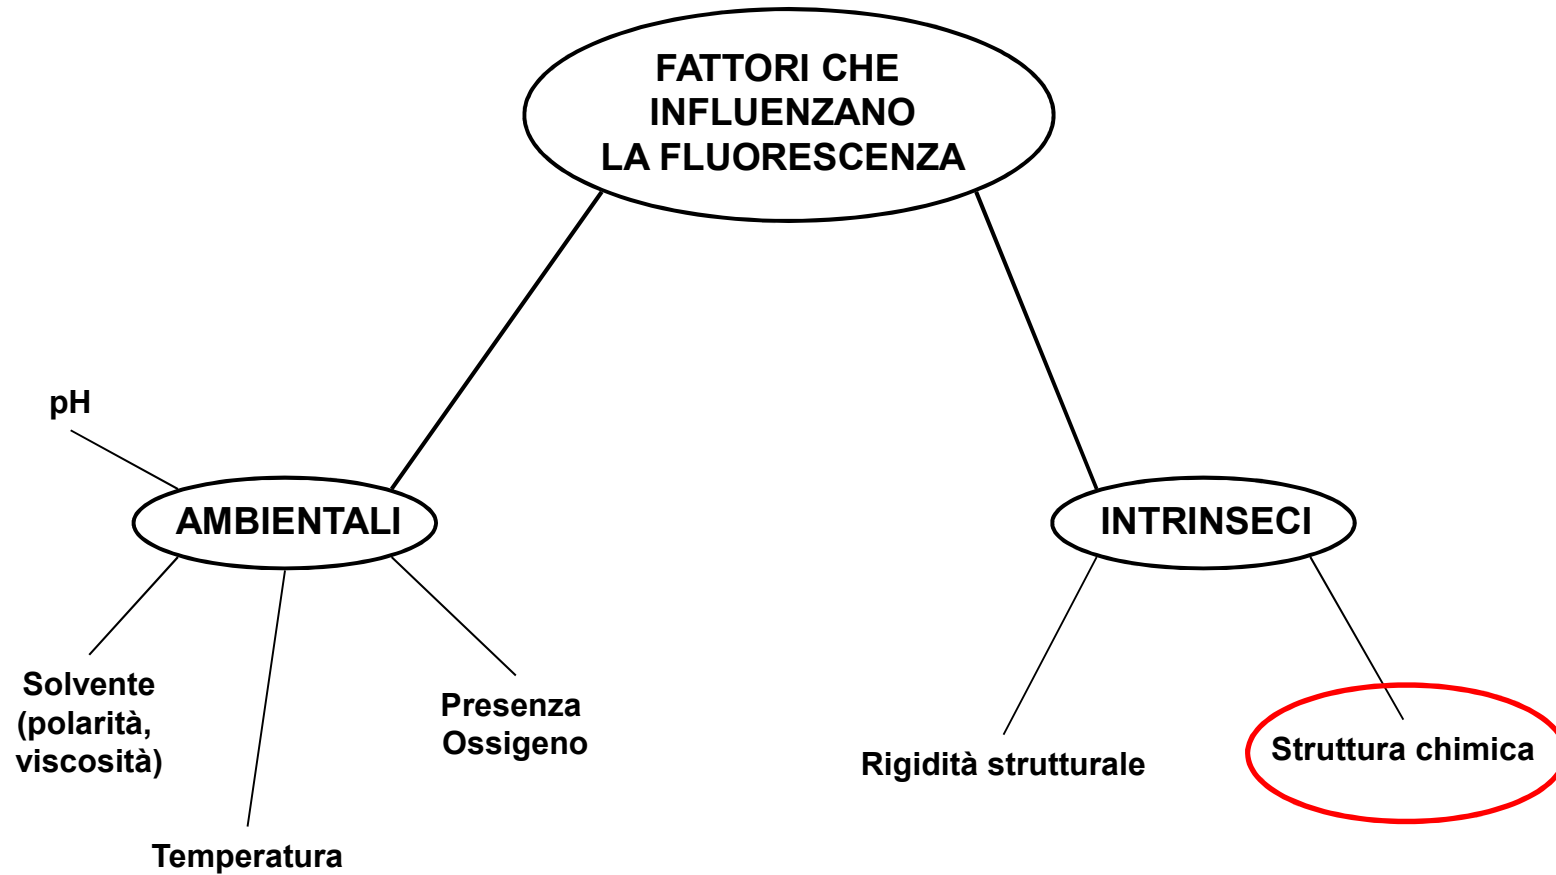 FATTORI CHE
INFLUENZANO
LA FLUORESCENZA
pH
AMBIENTALI
INTRINSECI
Solvente
(polarità,
viscosità)
Presenza
Ossigeno
Temperatura
Rigidità strutturale
Struttura chimica